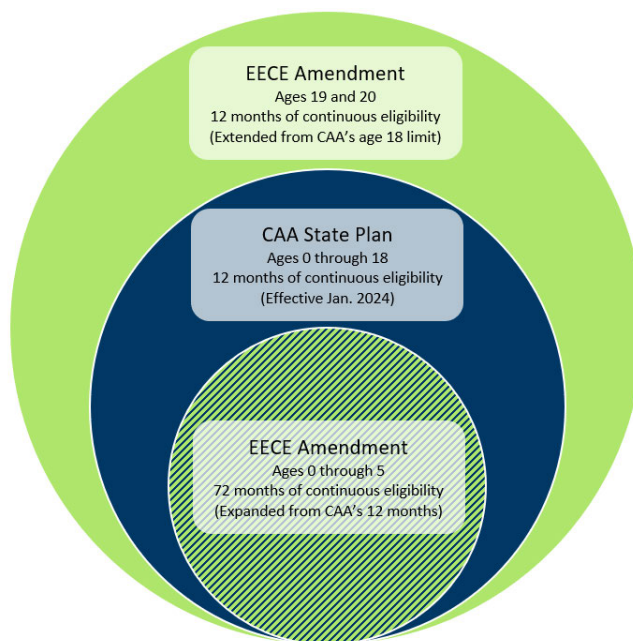 EECE Amendment
Ages 19 and 20
12 months of continuous eligibility
(Extended from CAA's age 18 limit)
CAA State Plan
Ages 0 through 18
12 months of continuous eligibility
(Effective Jan. 2024)
EECE Amendment
Ages 0 through 5
72 months of continuous eligibility
(Expanded from CAA's 12 months)